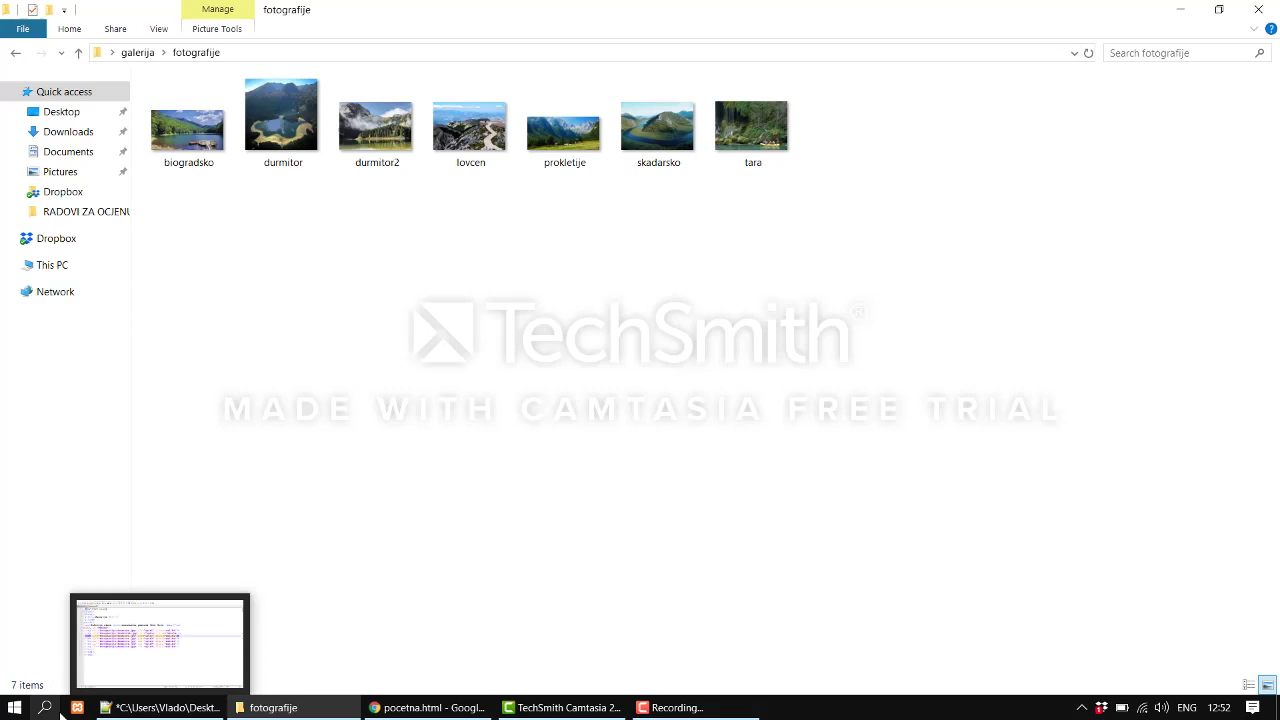 Manage
fotografije
File
Home
Share
View
Picture Tools
galerija
fotografije
Search fotografije
Quick access
Desktop
Downloads
Documents
Pictures
Dropbox
RADOVI ZA OCJENU
Dropbox
This PC
Network
biogradsko
durmitor
durmitor2
lovcen
prokletije
skadarsko
tara
TechSmith®
MADE WITH CAMTASIA FREE TRIAL
7 items
*C:\Users\Vlado\Deskt...
fotografije
pocetna.html - Googl...
TechSmith Camtasia 2...
Recording...
ENG
12:52